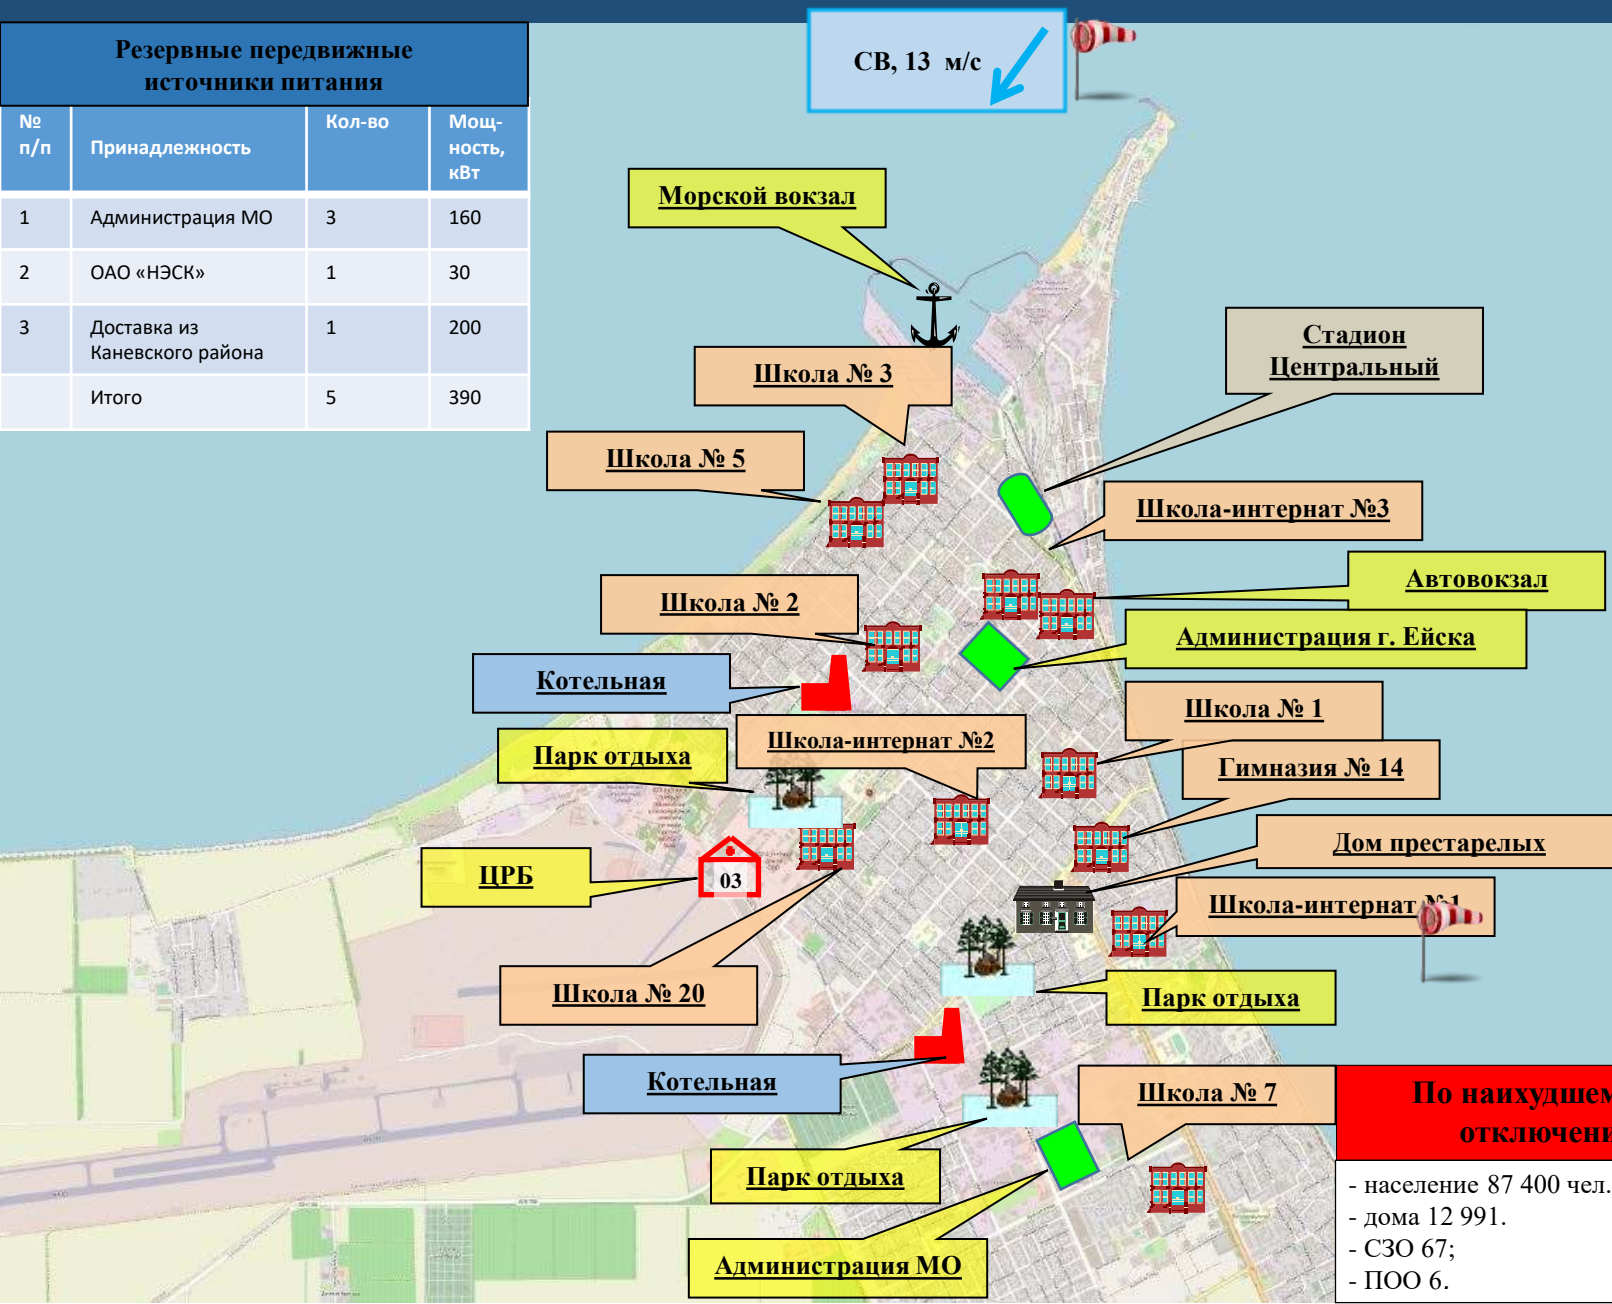 Резервные передвижные
источники питания
№
п/п
Принадлежность
Кол-во
Мощ-
ность,
кВт
1
Администрация МО
3
160
2
ОАО «НЭСК»
1
30
3
Доставка из
Каневского района
1
200
Итого
5
390
СВ, 13 м/с
Морской вокзал
Школа № 3
Стадион
Центральный
Школа № 5
Школа-интернат №3
Автовокзал
Школа № 2
Администрация г. Ейска
Котельная
Школа № 1
Школа-интернат №2
Парк отдыха
Гимназия № 14
Дом престарелых
ЦРБ
03
Школа-интернат №1
Школа № 20
Парк отдыха
Котельная
Школа № 7
Парк отдыха
Администрация МО
По наихудшем
отключени
- население 87 400 чел.
- дома 12 991.
- СЗО 67;
- ПОО 6.